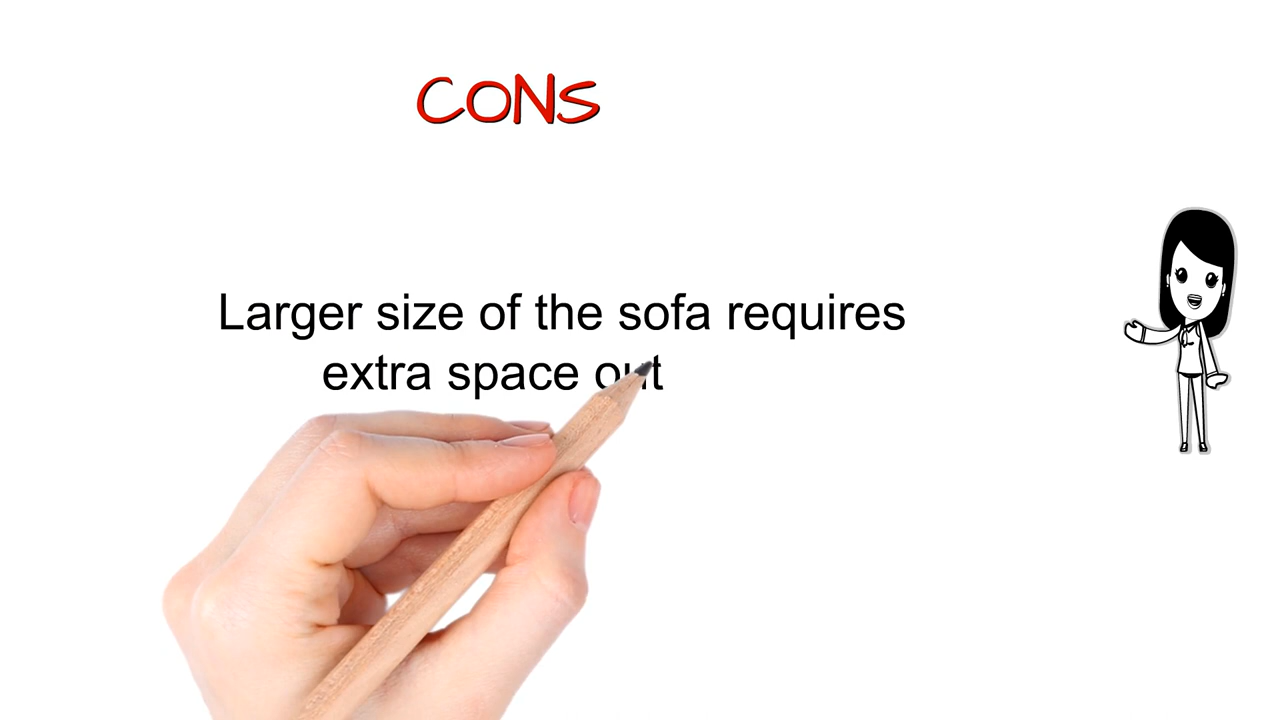 CONS
Larger size of the sofa requires
extra space out